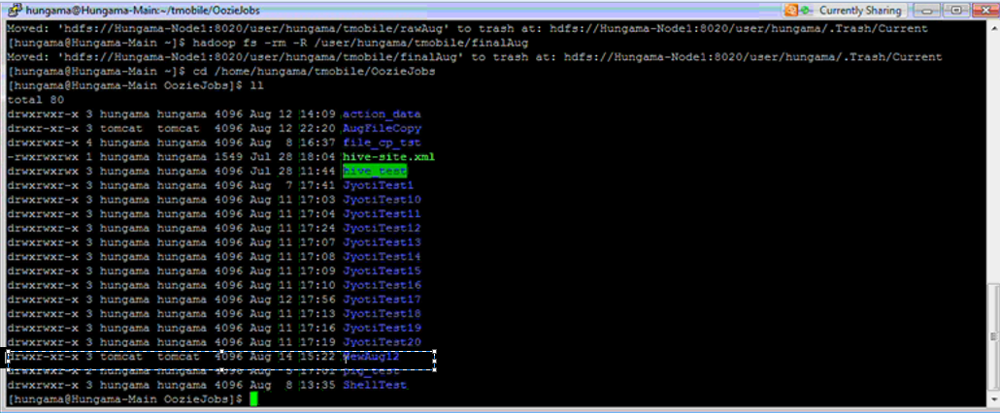 hungama@Hungama-Main:~/tmobile/OozieJobs
Currently Sharing
Moved: 'hdfs://Hungama-Node1:8020/user/hungama/tmobile/rawAug' to trash at: hdfs://Hungama-Node1:8020/user/hungama/.Trash/Current
[hungama@Hungama-Main ~]$ hadoop fs -rm -R /user/hungama/tmobile/finalAug
Moved: 'hdfs://Hungama-Node1:8020/user/hungama/tmobile/finalAug' to trash at: hdfs://Hungama-Node1:8020/user/hungama/.Trash/Current
[hungama@Hungama-Main ~]$ cd /home/hungama/tmobile/OozieJobs
[hungama@Hungama-Main OozieJobs]$ ll
total 80
drwxrwxr-x 3 hungama hungama 4096 Aug 12 14:09 action_data
drwxr-xr-x 3 tomcat tomcat 4096 Aug 12 22:20 AugFileCopy
drwxrwxr-x 4 hungama hungama 4096 Aug 8 16:37 file_cp_tst
-rwxrwxrwx 1 hungama hungama 1549 Jul 28 18:04 hive-site.xml
drwxrwxrwx 3 hungama hungama 4096 Jul 28 11:44 hive_test
drwxrwxr-x 3 hungama hungama 4096 Aug 7 17:41 JyotiTest1
drwxrwxr-x 3 hungama hungama 4096 Aug 11 17:03 JyotiTest10
drwxrwxr-x 3 hungama hungama 4096 Aug 11 17:04 JyotiTest11
drwxrwxr-x 3 hungama hungama 4096 Aug 11 17:24 JyotiTest12
drwxrwxr-x 3 hungama hungama 4096 Aug 11 17:07 JyotiTest13
drwxrwxr-x 3 hungama hungama 4096 Aug 11 17:08 JyotiTest14
drwxrwxr-x 3 hungama hungama 4096 Aug 11 17:09 JyotiTest15
drwxrwxr-x 3 hungama hungama 4096 Aug 11 17:10 JyotiTest16
drwxrwxr-x 3 hungama hungama 4096 Aug 12 17:56 JyotiTest17
drwxrwxr-x 3 hungama hungama 4096 Aug 11 17:13 JyotiTest18
drwxrwxr-x 3 hungama hungama 4096 Aug 11 17:16 JyotiTest19
drwxrwxr-x 3 hungama hungama 4096 Aug 11 17:19 JyotiTest20
drwxr-xr-x 3 tomcat tomcat 4096 Aug 14 15:22 NewAug12
drwxrwxr-x 2 hungama hungama 4096 Aug pig_test
drwxrwxr-x 3 hungama hungama 4096 Aug 8 13:35 ShellTest
[hungama@Hungama-Main OozieJobs]$